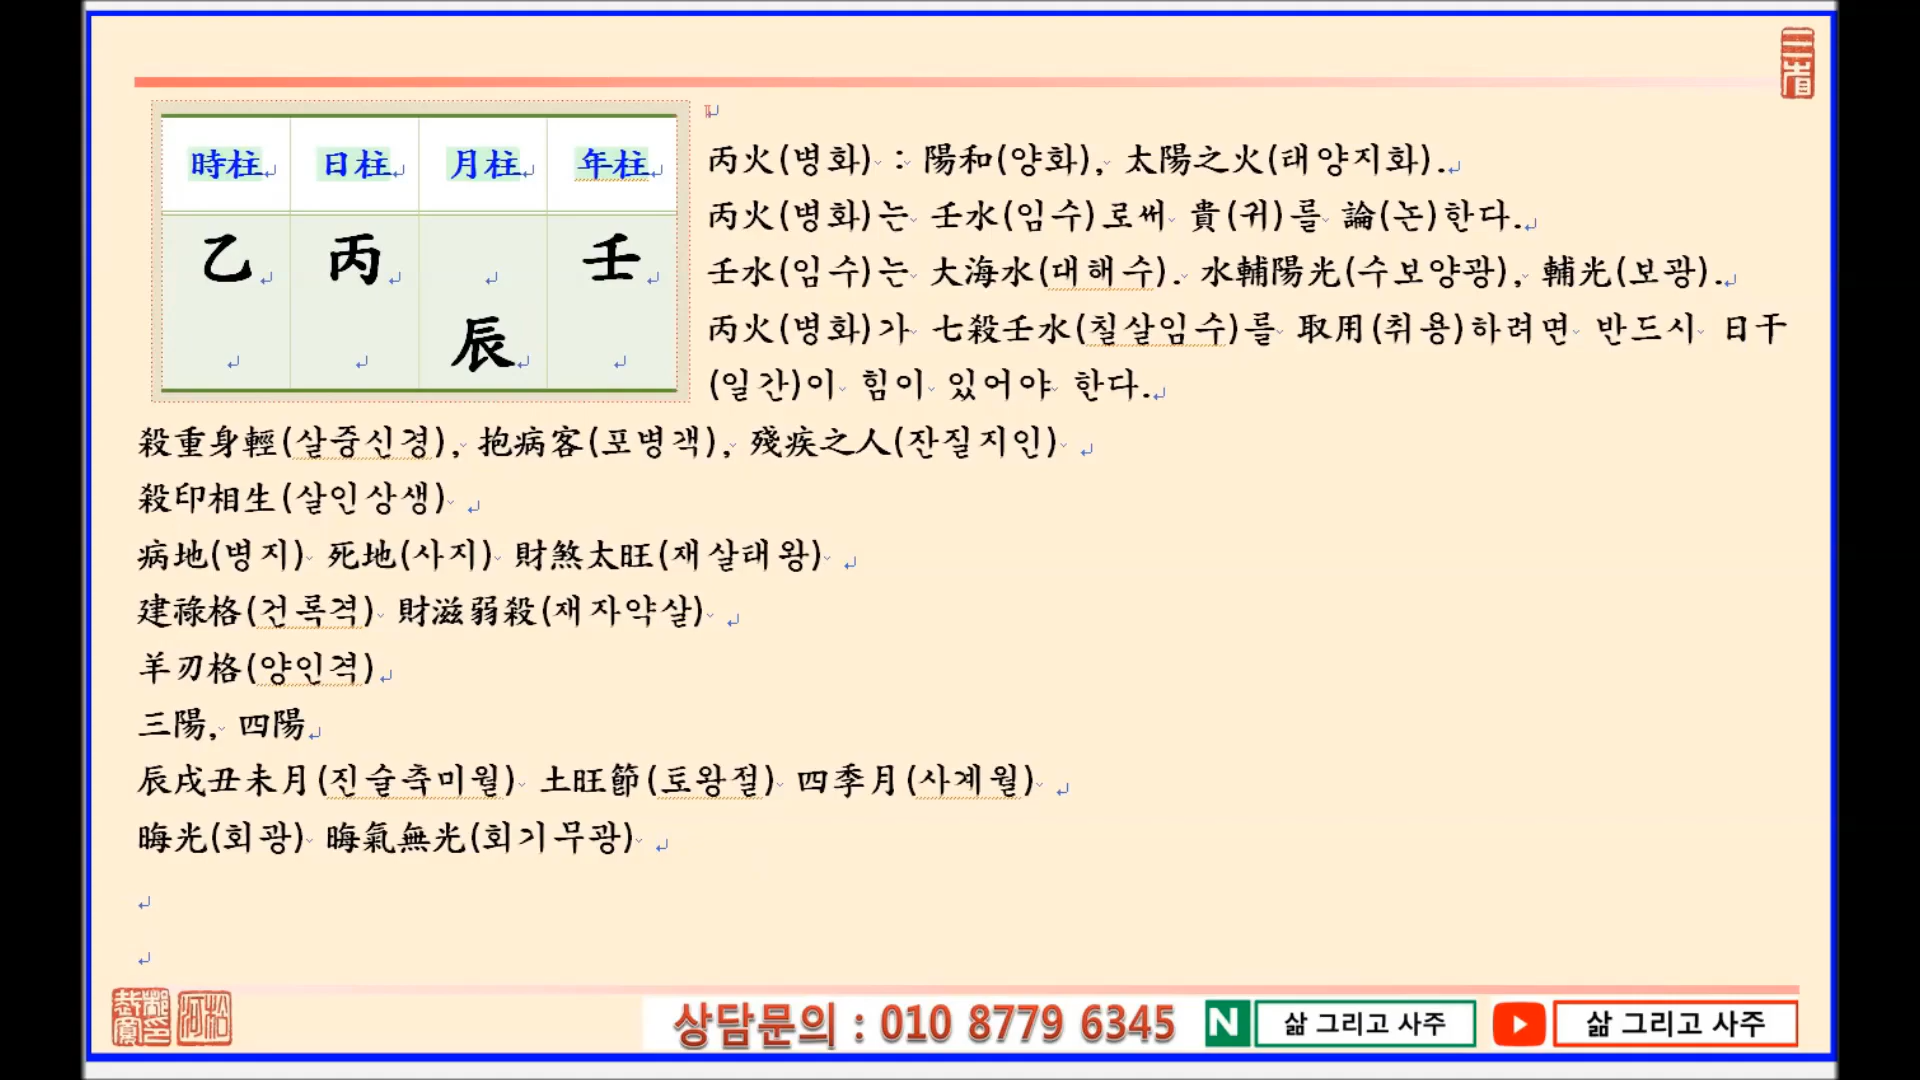 時柱 日柱 月柱 年柱
乙 丙 壬
辰
丙火(병화) : 陽和(양화), 太陽之火(태양지화).
丙火(병화)는 壬水(임수)로써 貴(귀)를 論(논)한다.
壬水(임수)는 大海水(대해수). 水輔陽光(수보양광), 輔光(보광).
丙火(병화)가 七殺壬水(칠살임수)를 取用(취용)하려면 반드시 日干
(일간)이 힘이 있어야 한다.
殺重身輕(살중신경), 抱病客(포병객), 殘疾之人(잔질지인)
殺印相生(살인상생)
病地(병지) 死地(사지) 財煞太旺(재살태왕)
建祿格(건록격) 財滋弱殺(재자약살)
羊刃格(양인격)
三陽, 四陽
辰戌丑未月(진술축미월) 土旺節(토왕절) 四季月(사계월)
晦光(회광) 晦氣無光(회기무광)
상담문의 : 010 8779 6345 N 삶 그리고 사주 삶 그리고 사주